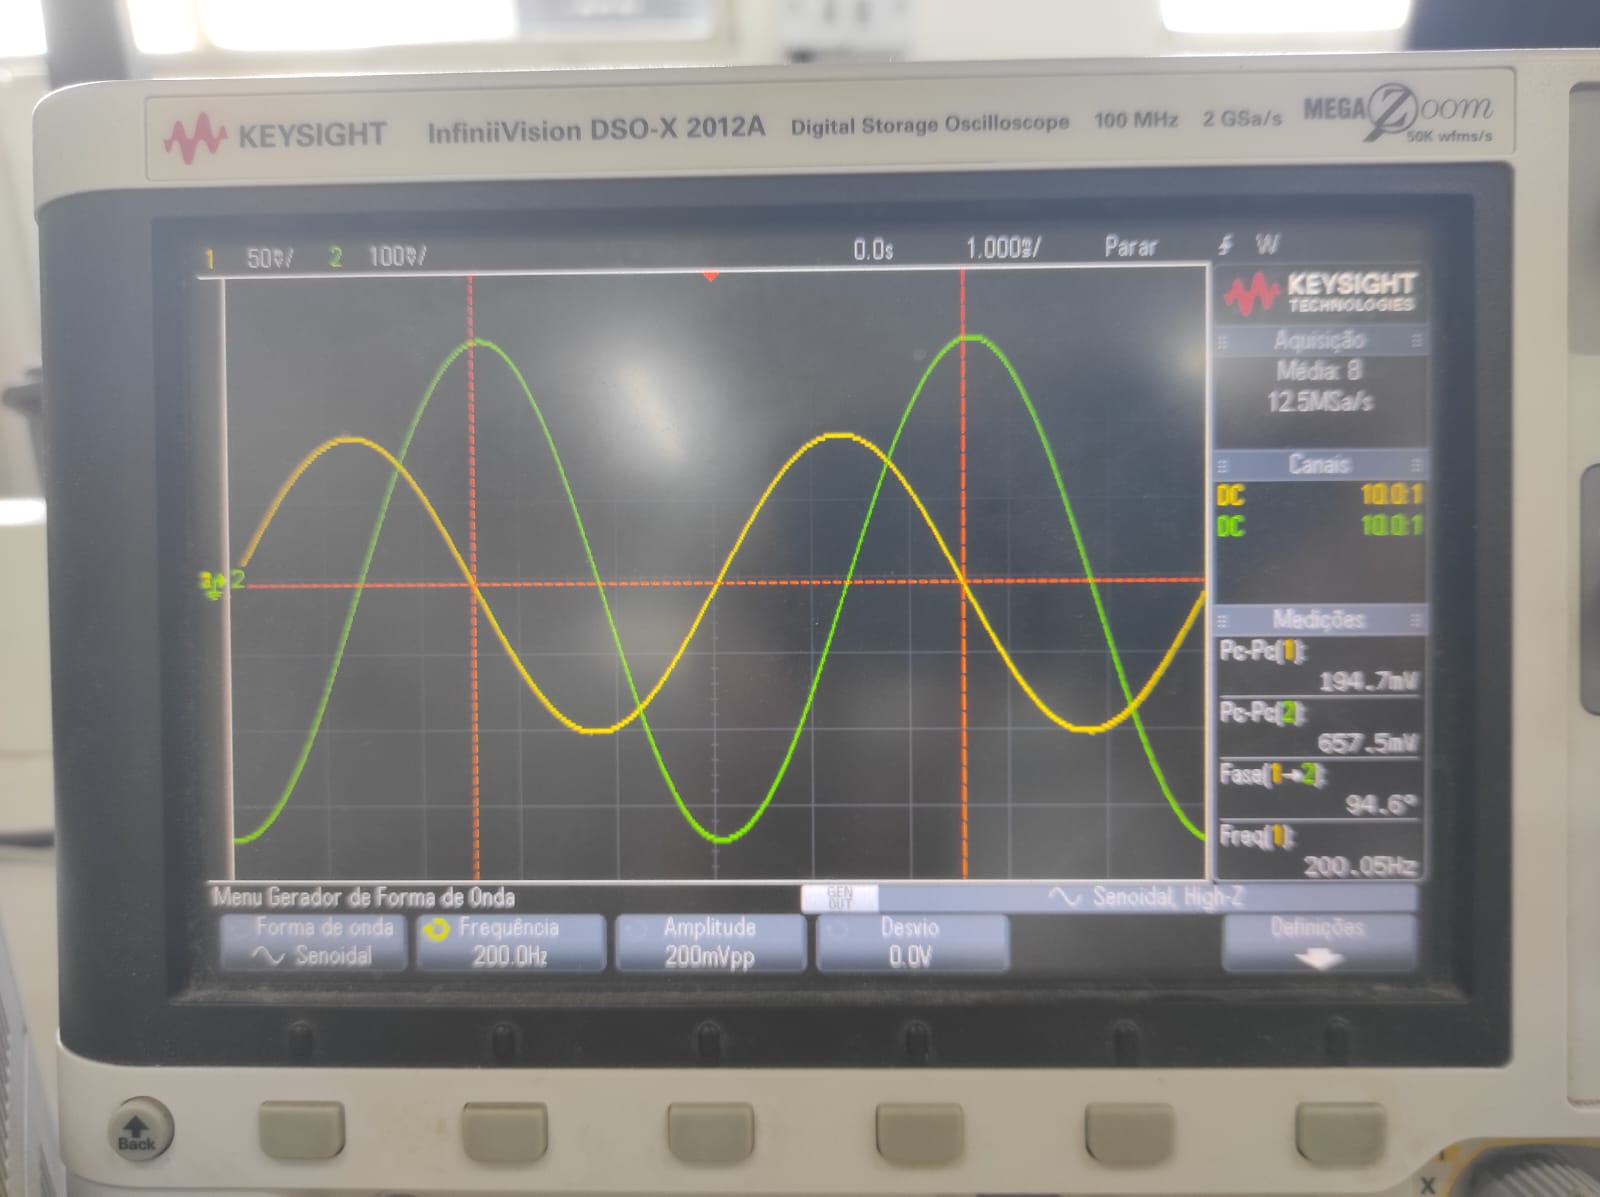 KEYSIGHT InfiniiVision DSO-X 2012A Digital Storage Oscilloscope 100 MHz 2 GSa/s MEGA Zoom
50K wfms/s
1 50mV/ 2 100mV/ 0.0s 1.000ms/ Parar W
KEYSIGHT
TECHNOLOGIES
Aquisição
Média: 8
12.5MSa/s
Canais
DC 10.0:1
DC 10.0:1
2
Medições
Pc-Pc(1):
194.7mV
Pc-Pc(2):
657.5mV
Fase(1→2):
94.6°
Freq(1):
200.05Hz
Menu Gerador de Forma de Onda
GEN
OUT
Senoidal, High-Z
Forma de onda
Senoidal
Frequência
200.0Hz
Amplitude
200mVpp
Desvio
0.0V
Definições
Back
X